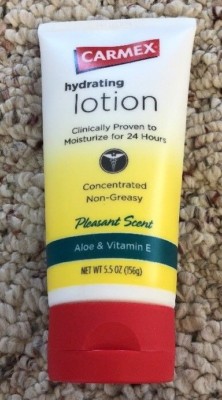 CARMEX
hydrating
lotion
Clinically Proven to
Moisturize for 24 Hours
Concentrated
Non-Greasy
Pleasant Scent
Aloe & Vitamin E
NET WT 5.5 OZ (156g)